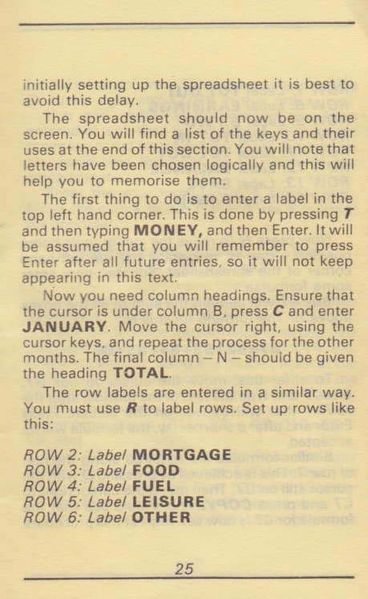 initially setting up the spreadsheet it is best to
avoid this delay.
The spreadsheet should now be on the
screen. You will find a list of the keys and their
uses at the end of this section. You will note that
letters have been chosen logically and this will
help you to memorise them.
The first thing to do is to enter a label in the
top left hand corner. This is done by pressing T
and then typing MONEY, and then Enter. It will
be assumed that you will remember to press
Enter after all future entries, so it will not keep
appearing in this text.
Now you need column headings. Ensure that
the cursor is under column B, press C and enter
JANUARY. Move the cursor right, using the
cursor keys, and repeat the process for the other
months. The final column – N – should be given
the heading TOTAL.
The row labels are entered in a similar way.
You must use R to label rows. Set up rows like
this:
ROW 2: Label MORTGAGE
ROW 3: Label FOOD
ROW 4: Label FUEL
ROW 5: Label LEISURE
ROW 6: Label OTHER
25